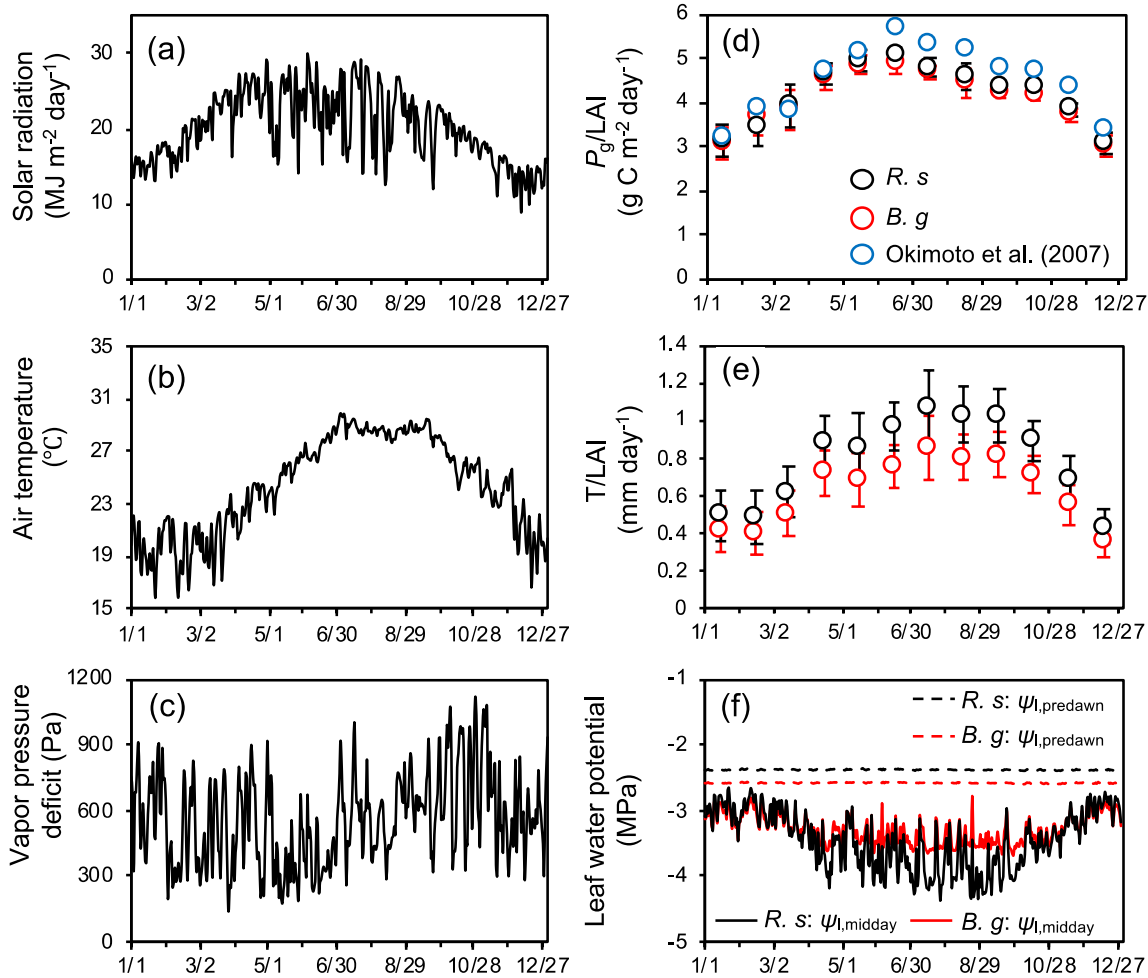 (a)
Solar radiation
(MJ m-2 day-1)
30
20
10
0
1/1 3/2 5/1 6/30 8/29 10/28 12/27
(d)
Pg/LAI
(g C m-2 day-1)
6
5
4
3
2
1
0
R. s
B. g
Okimoto et al. (2007)
1/1 3/2 5/1 6/30 8/29 10/28 12/27
(b)
Air temperature
(°C)
35
31
27
23
19
15
1/1 3/2 5/1 6/30 8/29 10/28 12/27
(e)
T/LAI
(mm day-1)
1.4
1.2
1
0.8
0.6
0.4
0.2
0
1/1 3/2 5/1 6/30 8/29 10/28 12/27
(c)
Vapor pressure
deficit (Pa)
1200
900
600
300
0
1/1 3/2 5/1 6/30 8/29 10/28 12/27
(f)
Leaf water potential
(MPa)
-1
-2
-3
-4
-5
R. s: ψl,predawn
B. g: ψl,predawn
R. s: ψl,midday B. g: ψl,midday
1/1 3/2 5/1 6/30 8/29 10/28 12/27